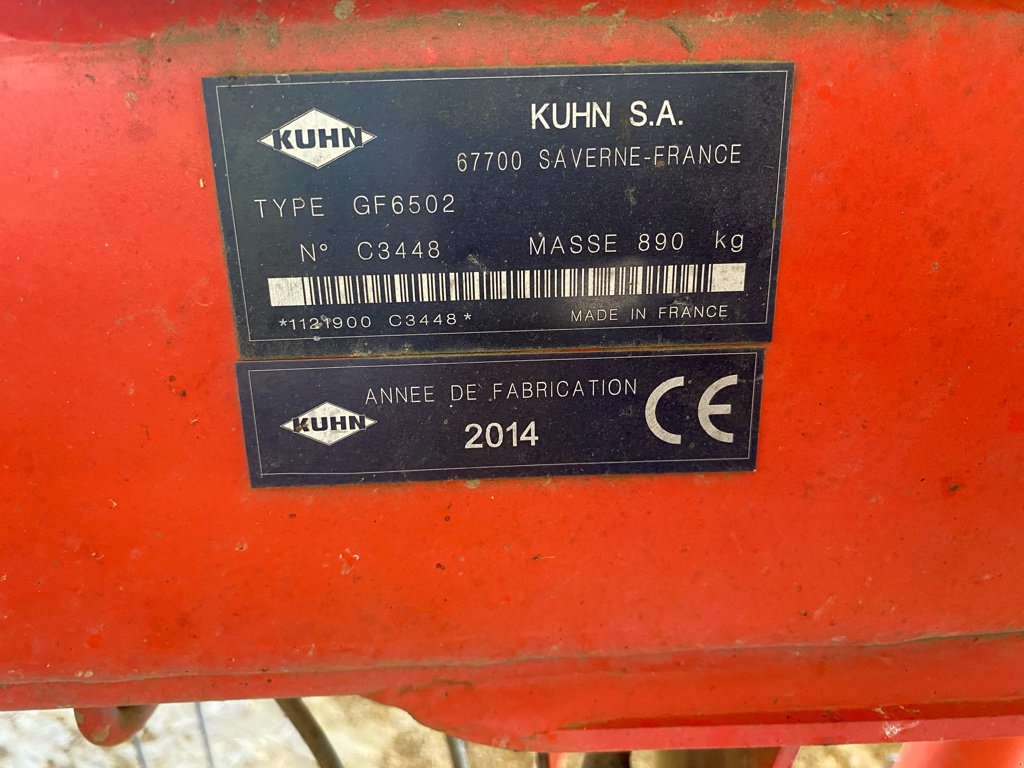 KUHN
KUHN S.A.
67700 SAVERNE-FRANCE
TYPE GF6502
N° C3448 MASSE 890 kg
*1121900 C3448*
MADE IN FRANCE
ANNEE DE FABRICATION
KUHN
2014
CE